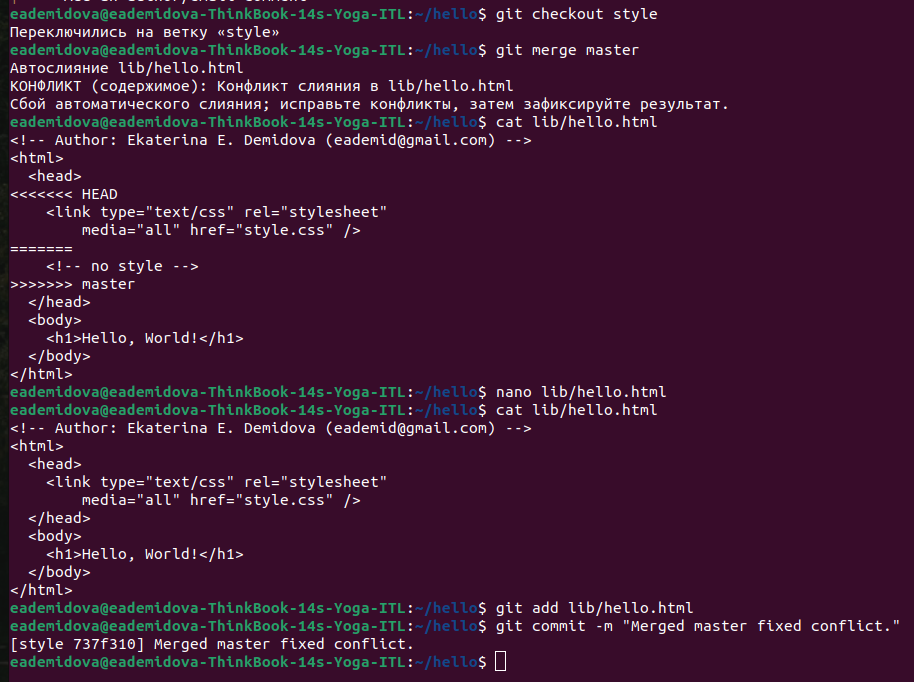 eademidova@eademidova-ThinkBook-14s-Yoga-ITL:~/hello$ git checkout style
Переключились на ветку «style»
eademidova@eademidova-ThinkBook-14s-Yoga-ITL:~/hello$ git merge master
Автослияние lib/hello.html
КОНФЛИКТ (содержимое): Конфликт слияния в lib/hello.html
Сбой автоматического слияния; исправьте конфликты, затем зафиксируйте результат.
eademidova@eademidova-ThinkBook-14s-Yoga-ITL:~/hello$ cat lib/hello.html
<!-- Author: Ekaterina E. Demidova (eademid@gmail.com) -->
<html>
  <head>
<<<<<<< HEAD
    <link type="text/css" rel="stylesheet"
        media="all" href="style.css" />
=======
    <!-- no style -->
>>>>>>> master
  </head>
  <body>
    <h1>Hello, World!</h1>
  </body>
</html>
eademidova@eademidova-ThinkBook-14s-Yoga-ITL:~/hello$ nano lib/hello.html
eademidova@eademidova-ThinkBook-14s-Yoga-ITL:~/hello$ cat lib/hello.html
<!-- Author: Ekaterina E. Demidova (eademid@gmail.com) -->
<html>
  <head>
    <link type="text/css" rel="stylesheet"
        media="all" href="style.css" />
  </head>
  <body>
    <h1>Hello, World!</h1>
  </body>
</html>
eademidova@eademidova-ThinkBook-14s-Yoga-ITL:~/hello$ git add lib/hello.html
eademidova@eademidova-ThinkBook-14s-Yoga-ITL:~/hello$ git commit -m "Merged master fixed conflict."
[style 737f310] Merged master fixed conflict.
eademidova@eademidova-ThinkBook-14s-Yoga-ITL:~/hello$